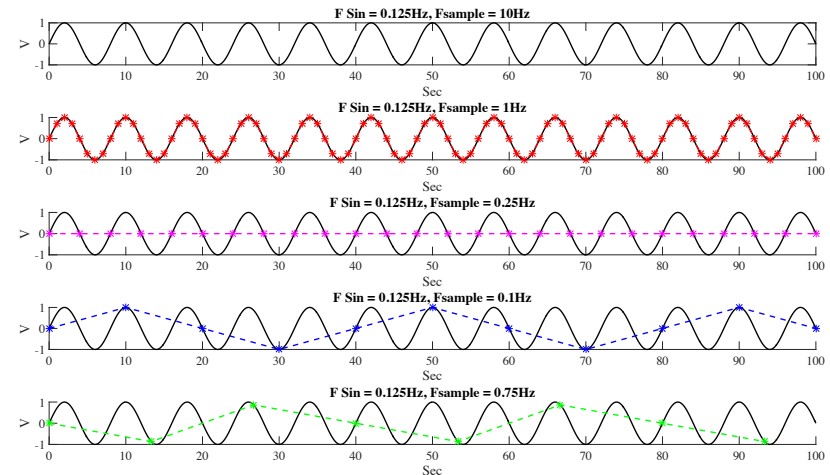 F Sin = 0.125Hz, Fsample = 10Hz
1
0
-1
V
0 10 20 30 40 50 60 70 80 90 100
Sec
F Sin = 0.125Hz, Fsample = 1Hz
1
0
-1
V
0 10 20 30 40 50 60 70 80 90 100
Sec
F Sin = 0.125Hz, Fsample = 0.25Hz
1
0
-1
V
0 10 20 30 40 50 60 70 80 90 100
Sec
F Sin = 0.125Hz, Fsample = 0.1Hz
1
0
-1
V
0 10 20 30 40 50 60 70 80 90 100
Sec
F Sin = 0.125Hz, Fsample = 0.75Hz
1
0
-1
V
0 10 20 30 40 50 60 70 80 90 100
Sec